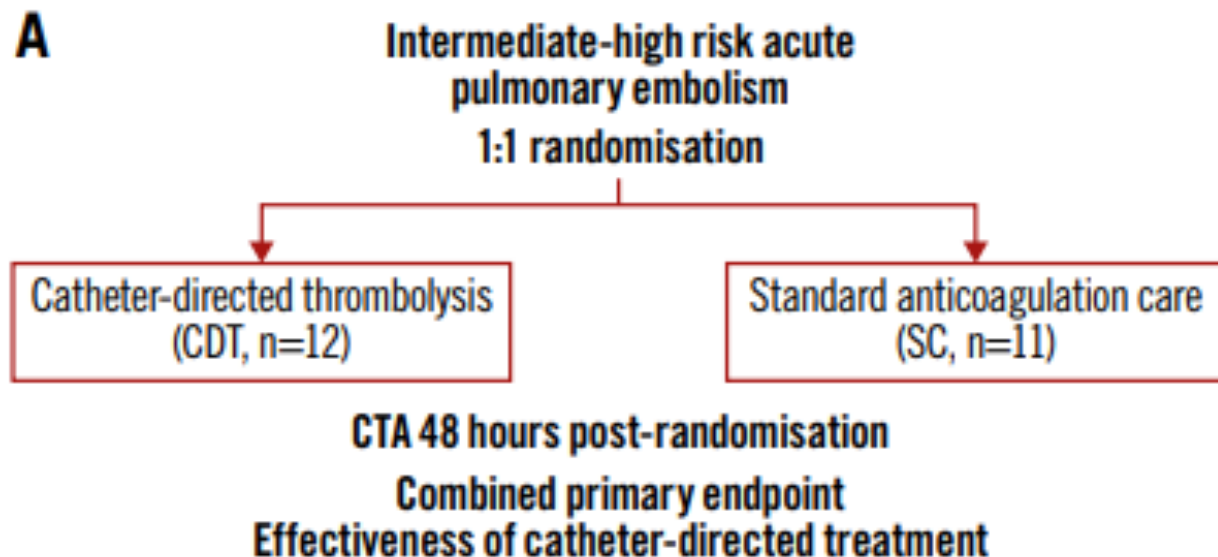 A
Intermediate-high risk acute
pulmonary embolism
1:1 randomisation
Catheter-directed thrombolysis
(CDT, n=12)
Standard anticoagulation care
(SC, n=11)
CTA 48 hours post-randomisation
Combined primary endpoint
Effectiveness of catheter-directed treatment